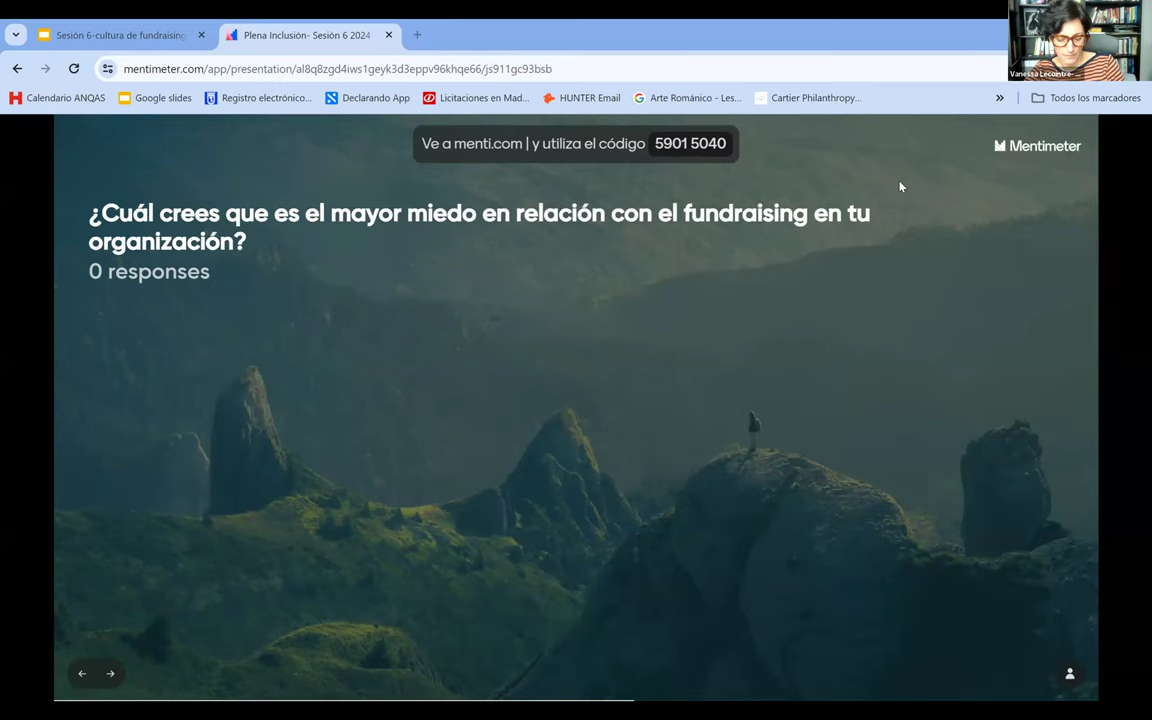 Sesión 6-cultura de fundraising
Plena Inclusión- Sesión 6 2024
mentimeter.com/app/presentation/al8q8zgd4iws1geyk3d3eppv96khqe66/js911gc93bsb
Vanessa Lecointre
Calendario ANQAS
Google slides
Registro electrónico...
Declarando App
Licitaciones en Mad...
HUNTER Email
Arte Románico - Les...
Cartier Philanthropy...
Todos los marcadores
Ve a menti.com | y utiliza el código 5901 5040
Mentimeter
¿Cuál crees que es el mayor miedo en relación con el fundraising en tu
organización?
0 responses